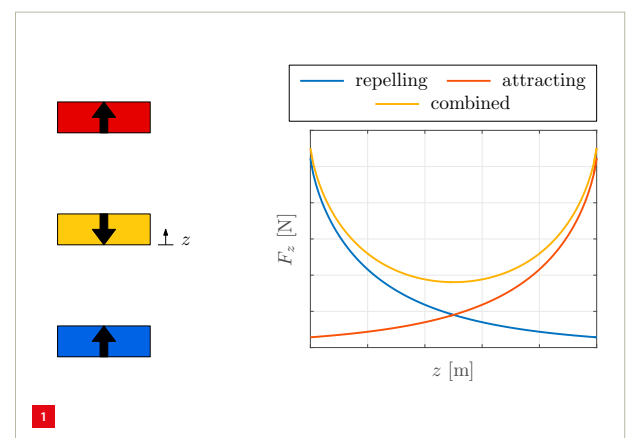 repelling attracting
combined
z
F_z [N]
z [m]
1